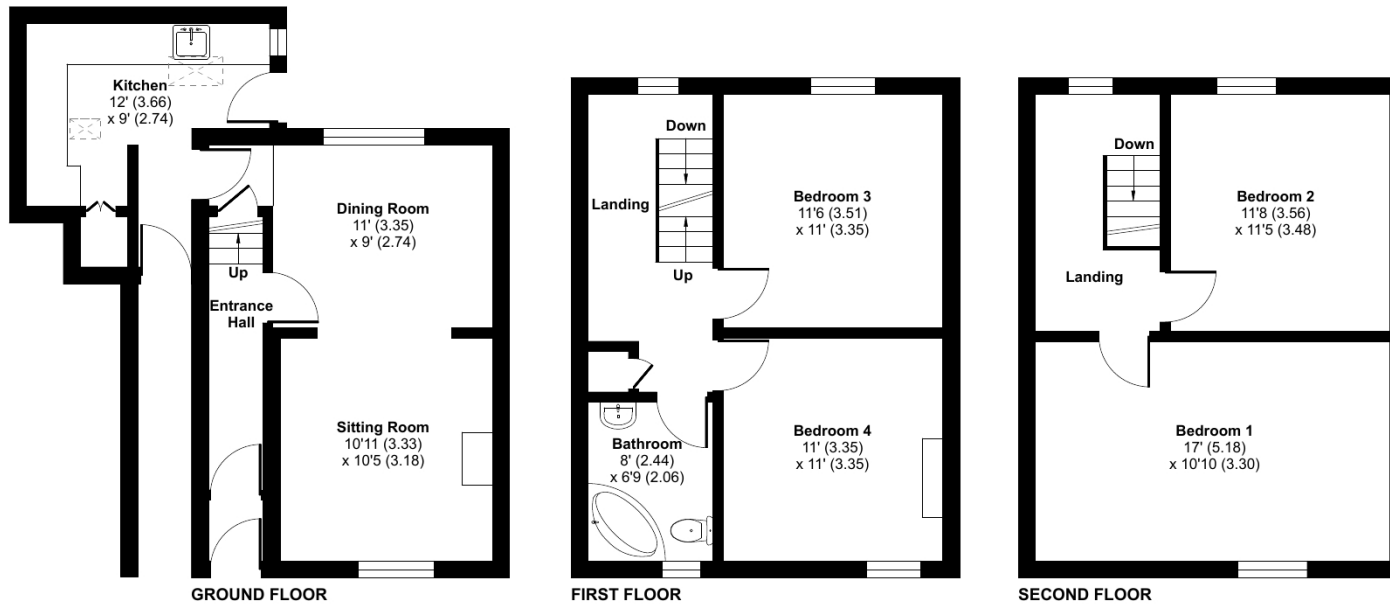 Kitchen
12' (3.66)
x 9' (2.74)
Dining Room
11' (3.35)
x 9' (2.74)
Up
Entrance
Hall
Sitting Room
10'11 (3.33)
x 10'5 (3.18)
GROUND FLOOR
Down
Landing
Up
Bedroom 3
11'6 (3.51)
x 11' (3.35)
Bathroom
8' (2.44)
x 6'9 (2.06)
Bedroom 4
11' (3.35)
x 11' (3.35)
FIRST FLOOR
Down
Landing
Bedroom 2
11'8 (3.56)
x 11'5 (3.48)
Bedroom 1
17' (5.18)
x 10'10 (3.30)
SECOND FLOOR